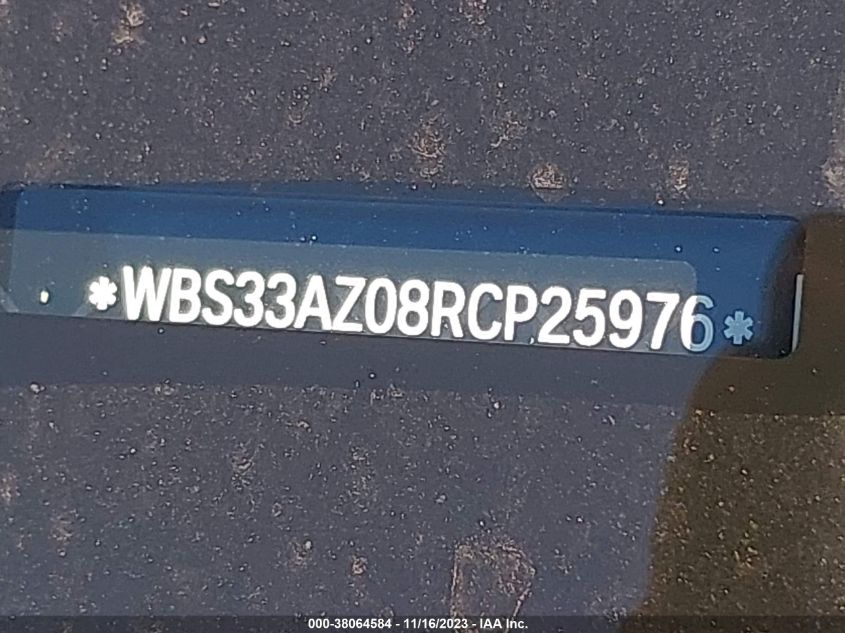 *WBS33AZ08RCP25976*
000-38064584 - 11/16/2023 - IAA Inc.